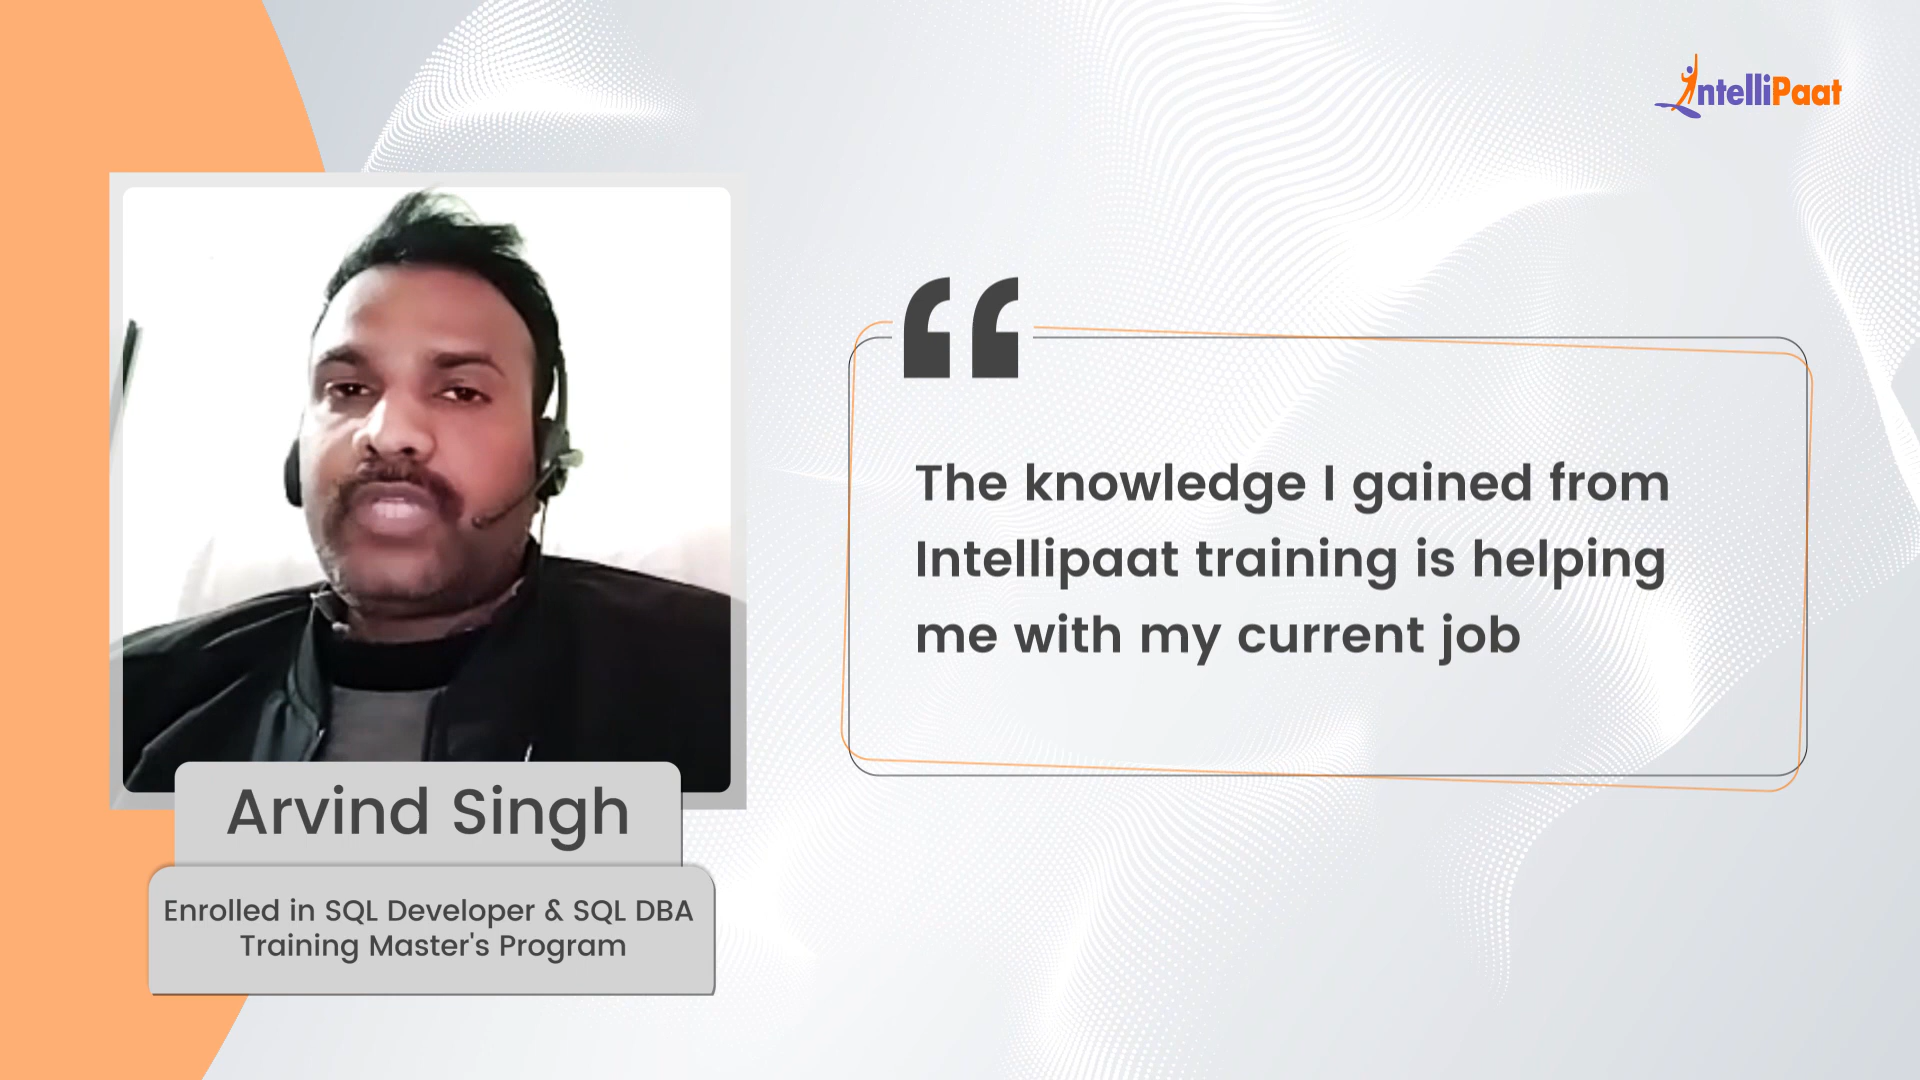 IntelliPaat
The knowledge I gained from
Intellipaat training is helping
me with my current job
Arvind Singh
Enrolled in SQL Developer & SQL DBA
Training Master's Program